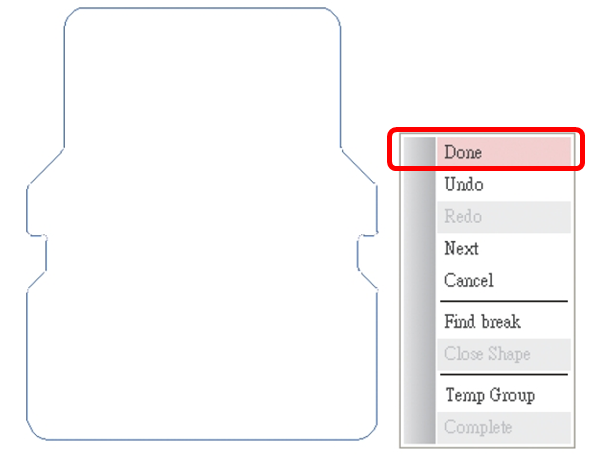 Done
Undo
Redo
Next
Cancel
Find break
Close Shape
Temp Group
Complete